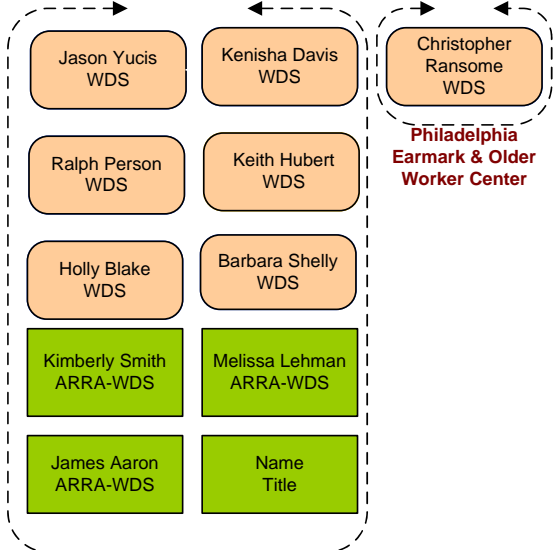 Jason Yucis
WDS
Kenisha Davis
WDS
Christopher
Ransome
WDS
Philadelphia
Earmark & Older
Worker Center
Ralph Person
WDS
Keith Hubert
WDS
Holly Blake
WDS
Barbara Shelly
WDS
Kimberly Smith
ARRA-WDS
Melissa Lehman
ARRA-WDS
James Aaron
ARRA-WDS
Name
Title